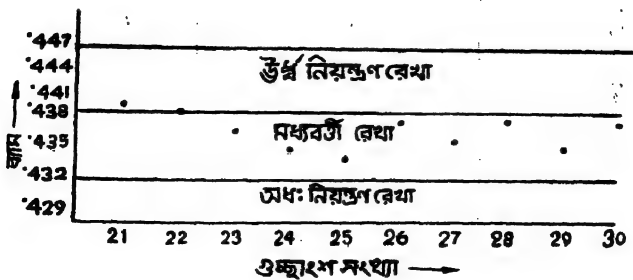 ·447
·444
ঊর্ধ্ব নিয়ন্ত্রণ রেখা
·441
·438
ব্যাস
মধ্যবর্তী রেখা
·435
·432
অধঃ নিয়ন্ত্রণ রেখা
·429
21 22 23 24 25 26 27 28 29 30
গুচ্ছাংশ সংখ্যা